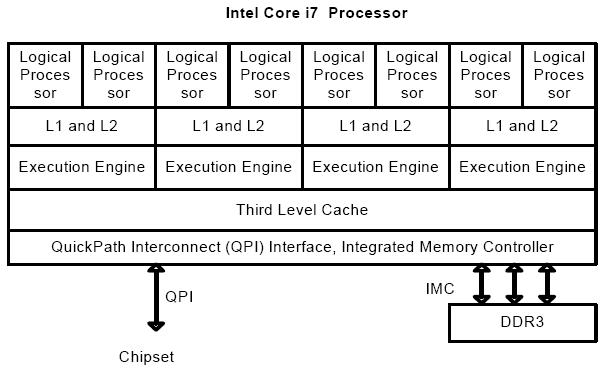 Intel Core i7 Processor
Logical Logical Logical Logical Logical Logical Logical Logical
Proces Proces Proces Proces Proces Proces Proces Proces
sor sor sor sor sor sor sor sor
L1 and L2 L1 and L2 L1 and L2 L1 and L2
Execution Engine Execution Engine Execution Engine Execution Engine
Third Level Cache
QuickPath Interconnect (QPI) Interface, Integrated Memory Controller
QPI
IMC
DDR3
Chipset